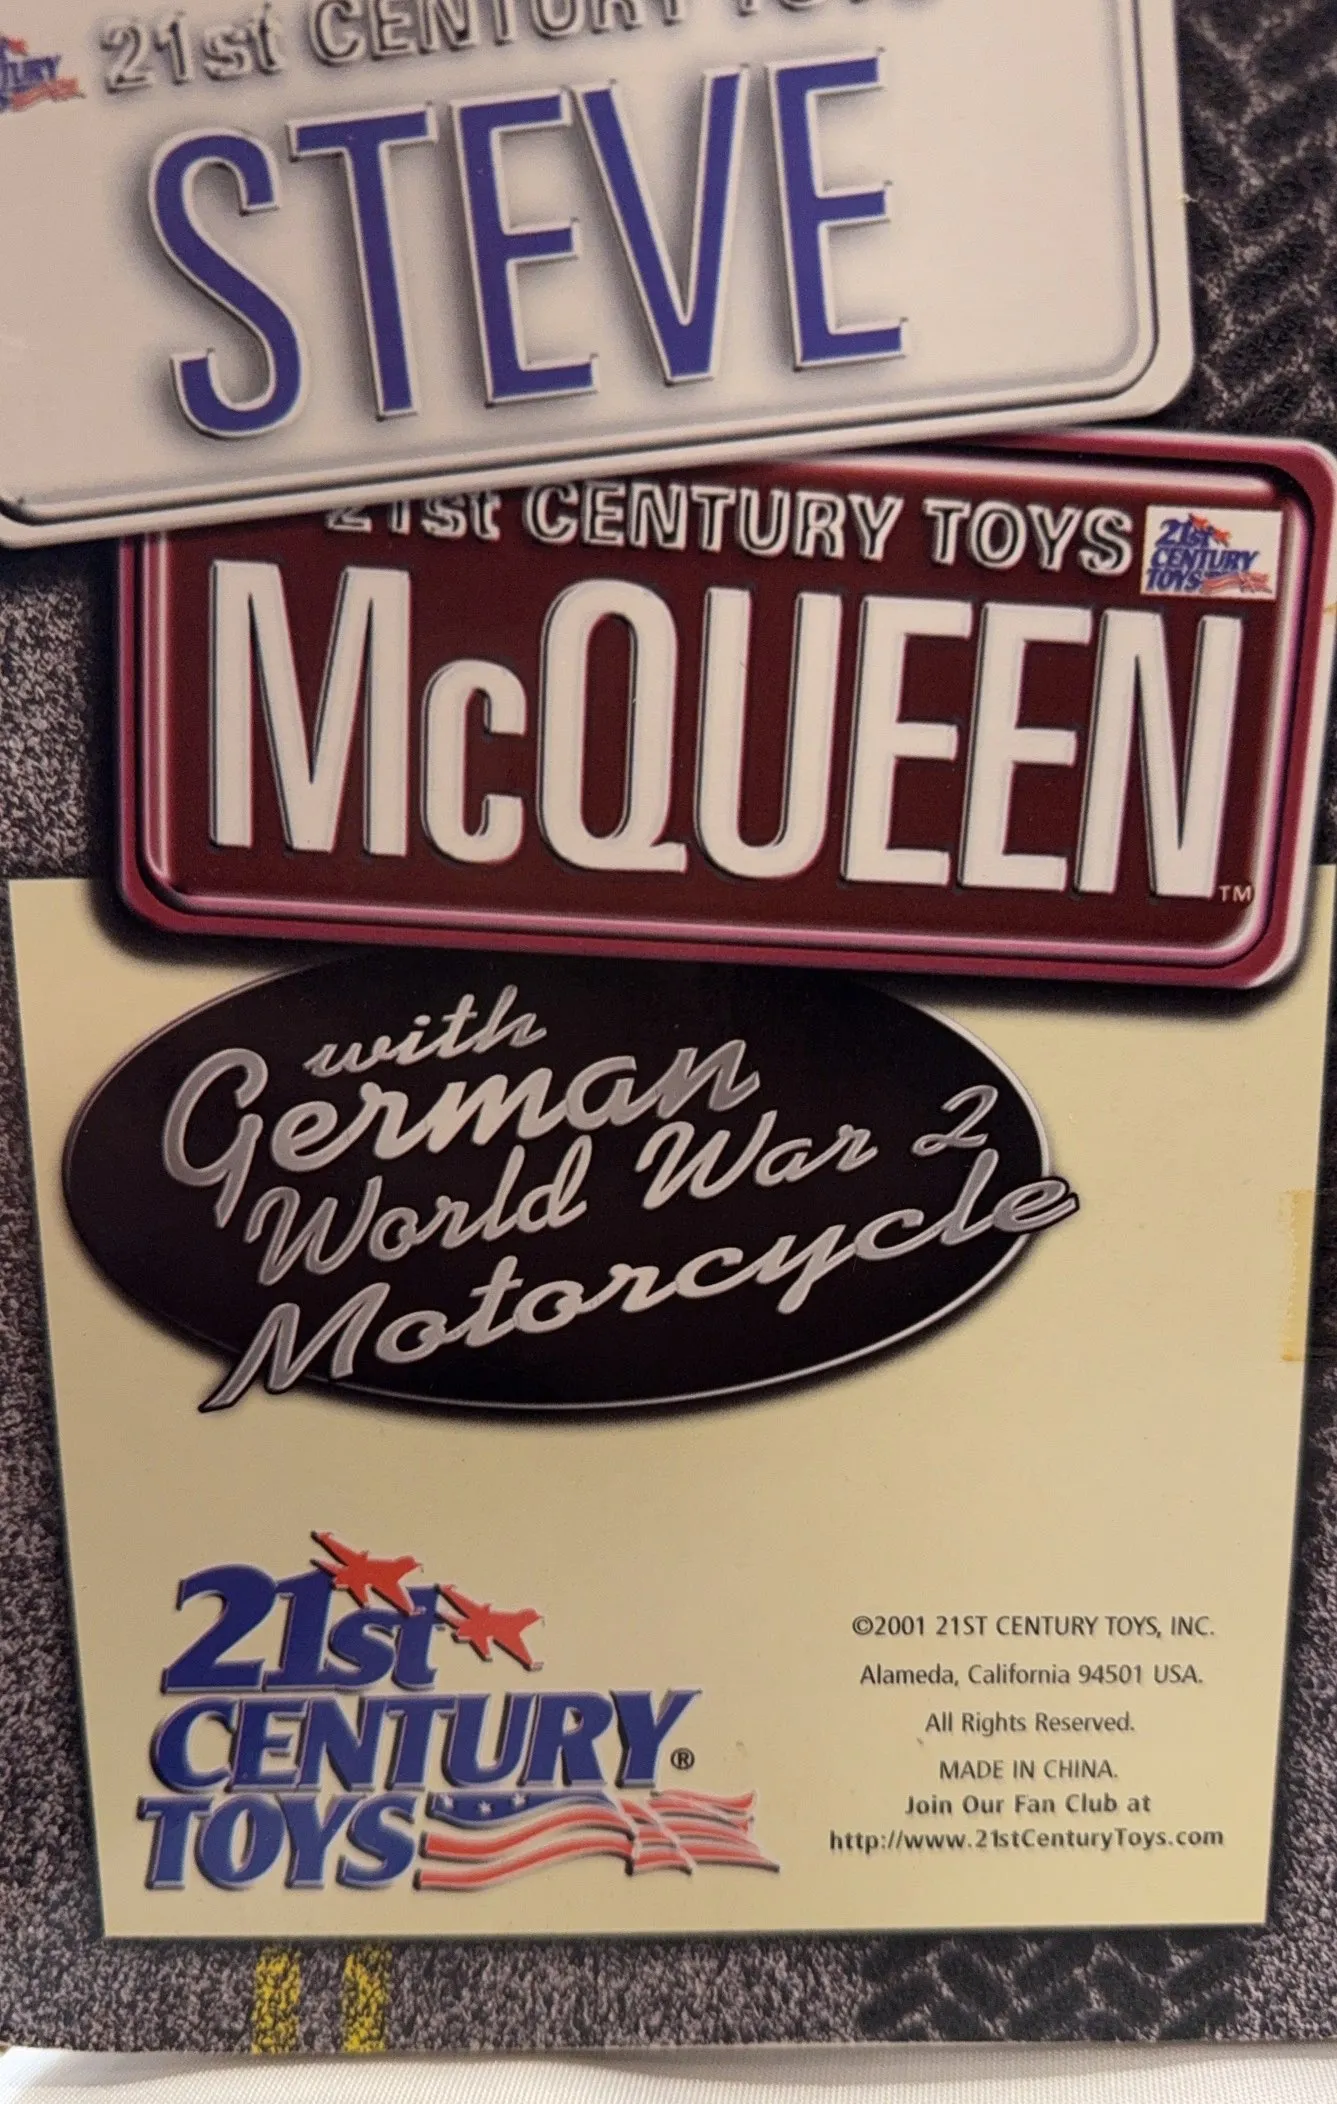 21st CENTURY
STEVE
21st CENTURY TOYS
21st
CENTURY
TOYS
McQUEEN
TM
with
German
World War 2
Motorcycle
21st
CENTURY®
TOYS
©2001 21ST CENTURY TOYS, INC.
Alameda, California 94501 USA.
All Rights Reserved.
MADE IN CHINA.
Join Our Fan Club at
http://www.21stCenturyToys.com